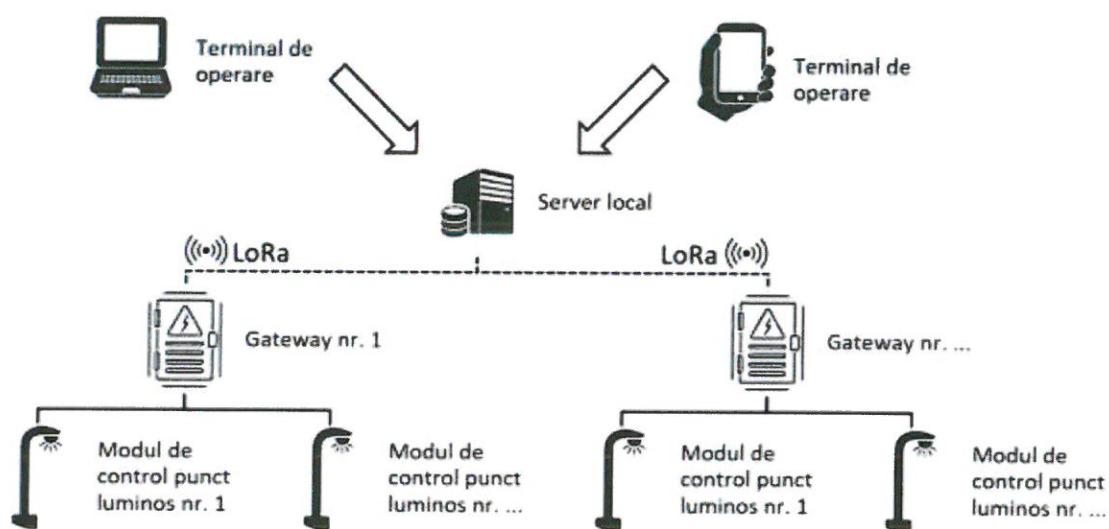 Terminal de
operare
Terminal de
operare
Server local
LoRa
LoRa
Gateway nr. 1
Gateway nr. ...
Modul de
control punct
luminos nr. 1
Modul de
control punct
luminos nr. ...
Modul de
control punct
luminos nr. 1
Modul de
control punct
luminos nr. ...